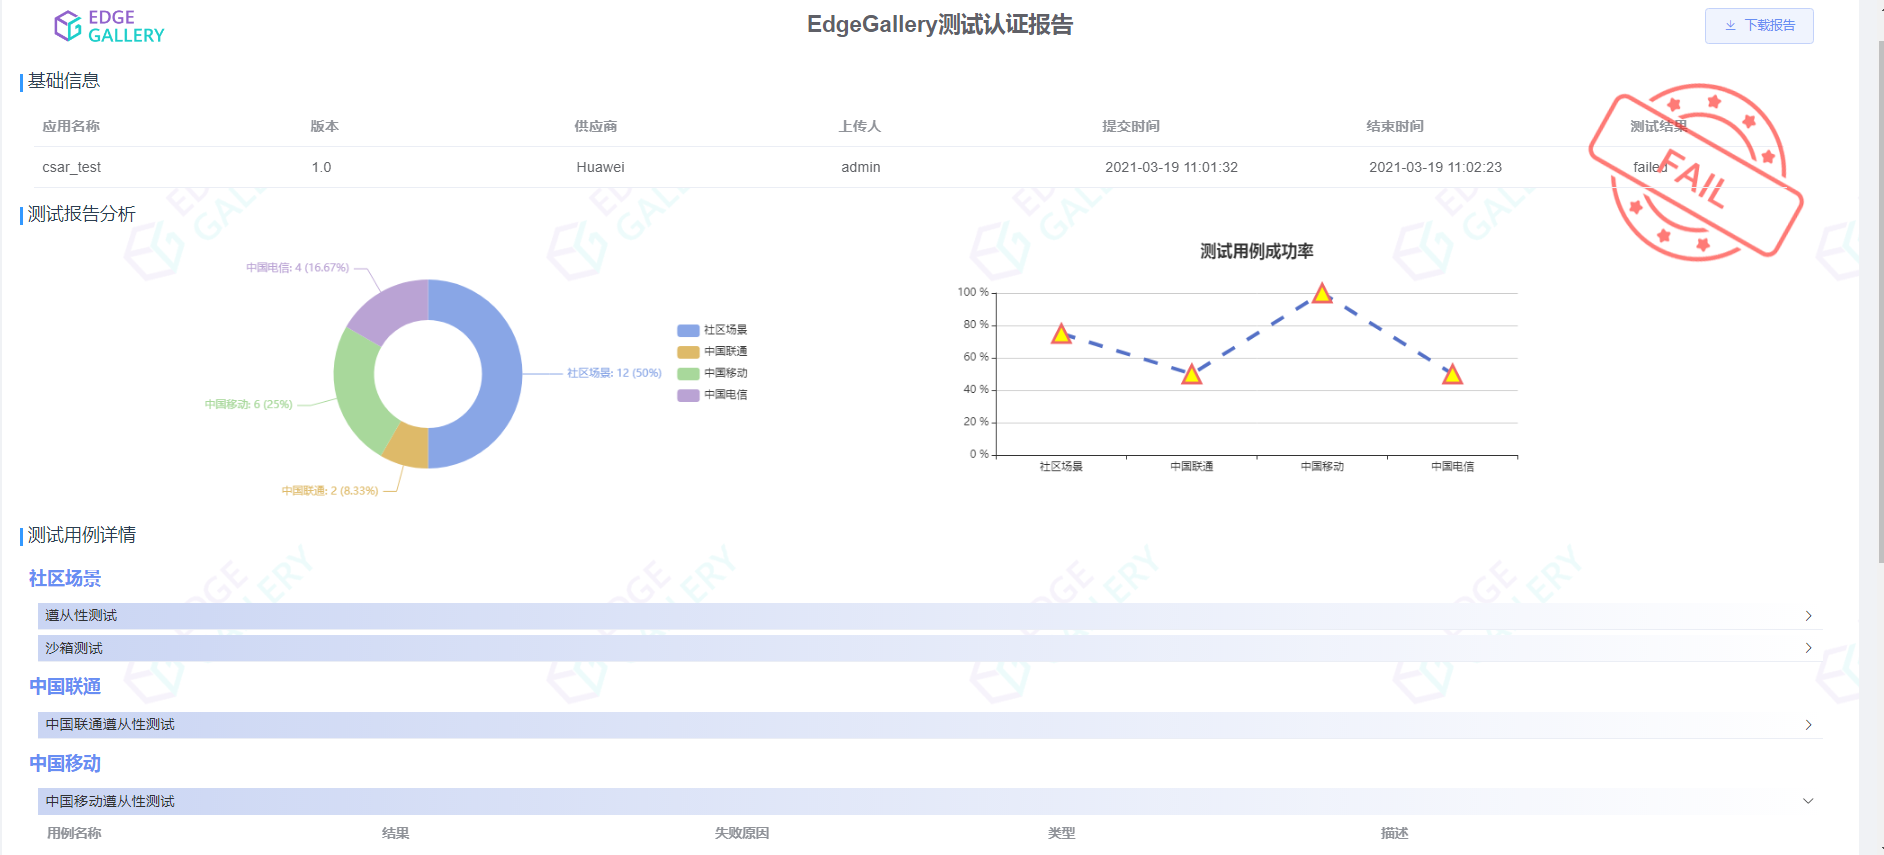 EDGE
GALLERY
EdgeGallery测试认证报告
下载报告
基础信息
应用名称 版本 供应商 上传人 提交时间 结束时间 测试结果
csar_test 1.0 Huawei admin 2021-03-19 11:01:32 2021-03-19 11:02:23 failed
FAIL
测试报告分析
中国电信: 4 (16.67%)
社区场景: 12 (50%)
中国移动: 6 (25%)
中国联通: 2 (8.33%)
社区场景
中国联通
中国移动
中国电信
测试用例成功率
100 %
80 %
60 %
40 %
20 %
0 %
社区场景 中国联通 中国移动 中国电信
测试用例详情
社区场景
遵从性测试
沙箱测试
中国联通
中国联通遵从性测试
中国移动
中国移动遵从性测试
用例名称 结果 失败原因 类型 描述